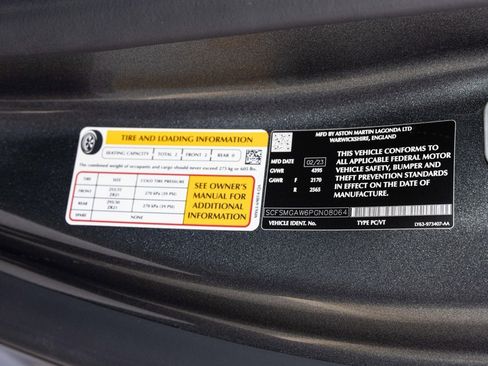 TIRE AND LOADING INFORMATION
SEATING CAPACITY TOTAL 2 FRONT 2 REAR 0
The combined weight of occupants and cargo should never exceed 275 kg or 605 lbs.
TIRE SIZE COLD TIRE PRESSURE
FRONT 255/35 ZR21 270 kPa (39 PSI)
REAR 295/30 ZR21 270 kPa (39 PSI)
SPARE NONE
SEE OWNER'S
MANUAL FOR
ADDITIONAL
INFORMATION
MFD BY ASTON MARTIN LAGONDA LTD
WARWICKSHIRE, ENGLAND
MFD DATE 02/23
GVWR 4395
GAWR F 2170
R 2565
THIS VEHICLE CONFORMS TO
ALL APPLICABLE FEDERAL MOTOR
VEHICLE SAFETY, BUMPER AND
THEFT PREVENTION STANDARDS
IN EFFECT ON THE DATE OF
MANUFACTURE.
SCFSMGAW6PGN08064
VEHICLE IDENT. No. TYPE PC/VT LY63-973407-AA